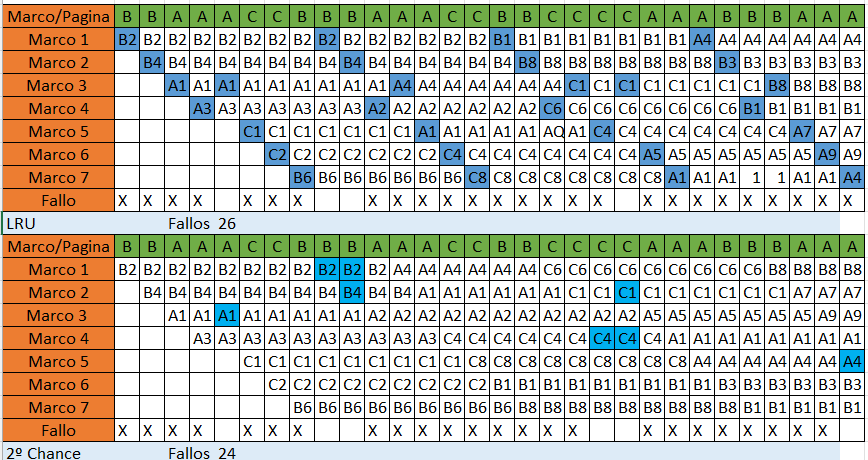 Marco/Pagina B B A A A C C B B B A A A C C B B C C C C A A A B B B A A A
Marco 1 B2 B2 B2 B2 B2 B2 B2 B2 B2 B2 B2 B2 B2 B2 B2 B1 B1 B1 B1 B1 B1 B1 B1 A4 A4 A4 A4 A4 A4 A4
Marco 2 B4 B4 B4 B4 B4 B4 B4 B4 B4 B4 B4 B4 B4 B4 B4 B8 B8 B8 B8 B8 B8 B8 B8 B3 B3 B3 B3 B3 B3
Marco 3 A1 A1 A1 A1 A1 A1 A1 A1 A1 A4 A4 A4 A4 A4 A4 A4 C1 C1 C1 C1 C1 C1 C1 C1 B8 B8 B8 B8
Marco 4 A3 A3 A3 A3 A3 A3 A3 A2 A2 A2 A2 A2 A2 A2 C6 C6 C6 C6 C6 C6 C6 C6 B1 B1 B1 B1 B1
Marco 5 C1 C1 C1 C1 C1 C1 C1 A1 A1 A1 A1 A1 AQ A1 C4 C4 C4 C4 C4 C4 C4 C4 A7 A7 A7
Marco 6 C2 C2 C2 C2 C2 C2 C2 C4 C4 C4 C4 C4 C4 C4 C4 A5 A5 A5 A5 A5 A5 A5 A9 A9
Marco 7 B6 B6 B6 B6 B6 B6 B6 C8 C8 C8 C8 C8 C8 C8 C8 A1 A1 A1 1 1 A1 A1 A4
Fallo X X X X X X X X X X X X X X X X X X X X X X X X X X
LRU Fallos 26
Marco/Pagina B B A A A C C B B B A A A C C B B C C C C A A A B B B A A A
Marco 1 B2 B2 B2 B2 B2 B2 B2 B2 B2 B2 B2 A4 A4 A4 A4 A4 A4 C6 C6 C6 C6 C6 C6 C6 C6 C6 B8 B8 B8 B8
Marco 2 B4 B4 B4 B4 B4 B4 B4 B4 B4 B4 B4 A1 A1 A1 A1 A1 A1 C1 C1 C1 C1 C1 C1 C1 C1 C1 A7 A7 A7
Marco 3 A1 A1 A1 A1 A1 A1 A1 A1 A2 A2 A2 A2 A2 A2 A2 A2 A2 A2 A2 A5 A5 A5 A5 A5 A5 A5 A9 A9
Marco 4 A3 A3 A3 A3 A3 A3 A3 A3 A3 A3 C4 C4 C4 C4 C4 C4 C4 C4 C4 A1 A1 A1 A1 A1 A1 A1 A1
Marco 5 C1 C1 C1 C1 C1 C1 C1 C1 C1 C8 C8 C8 C8 C8 C8 C8 C8 C8 A4 A4 A4 A4 A4 A4 A4
Marco 6 C2 C2 C2 C2 C2 C2 C2 C2 C2 B1 B1 B1 B1 B1 B1 B1 B1 B1 B3 B3 B3 B3 B3 B3
Marco 7 B6 B6 B6 B6 B6 B6 B6 B6 B6 B8 B8 B8 B8 B8 B8 B8 B8 B8 B1 B1 B1 B1 B1
Fallo X X X X X X X X X X X X X X X X X X X X X X X X
2º Chance Fallos 24